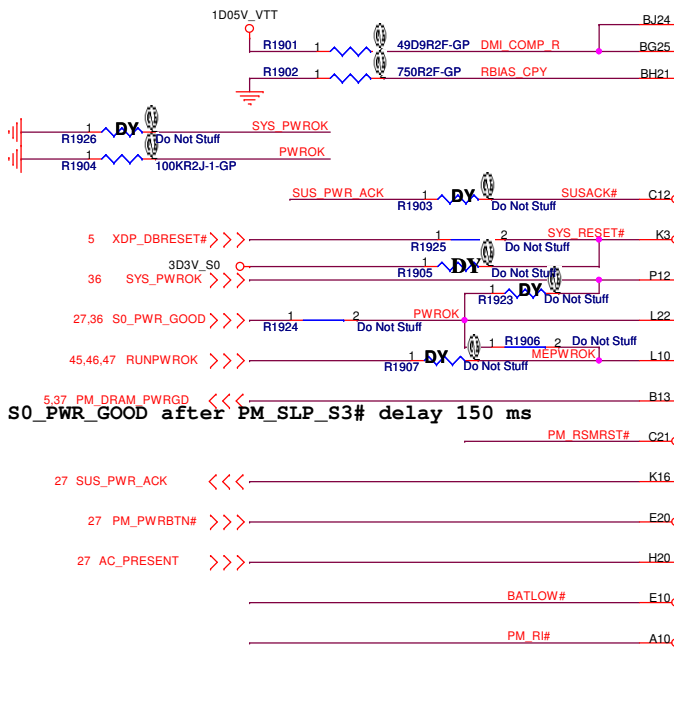 1D05V_VTT
BJ24
R1901 1 49D9R2F-GP DMI_COMP_R BG25
R1902 1 750R2F-GP RBIAS_CPY BH21
1 DY SYS_PWROK
R1926 Do Not Stuff
1 PWROK
R1904 100KR2J-1-GP
SUS_PWR_ACK 1 DY SUSACK# C12
R1903 Do Not Stuff
5 XDP_DBRESET# 1 2 SYS_RESET# K3
R1925 Do Not Stuff
3D3V_S0 1 DY
R1905 Do Not Stuff
36 SYS_PWROK P12
1 DY
R1923 Do Not Stuff
27,36 S0_PWR_GOOD 1 2 PWROK L22
R1924 Do Not Stuff
1 R1906 2 Do Not Stuff
45,46,47 RUNPWROK 1 DY MEPWROK L10
R1907 Do Not Stuff
5,37 PM_DRAM_PWRGD B13
S0_PWR_GOOD after PM_SLP_S3# delay 150 ms
PM_RSMRST# C21
27 SUS_PWR_ACK K16
27 PM_PWRBTN# E20
27 AC_PRESENT H20
BATLOW# E10
PM_RI# A10